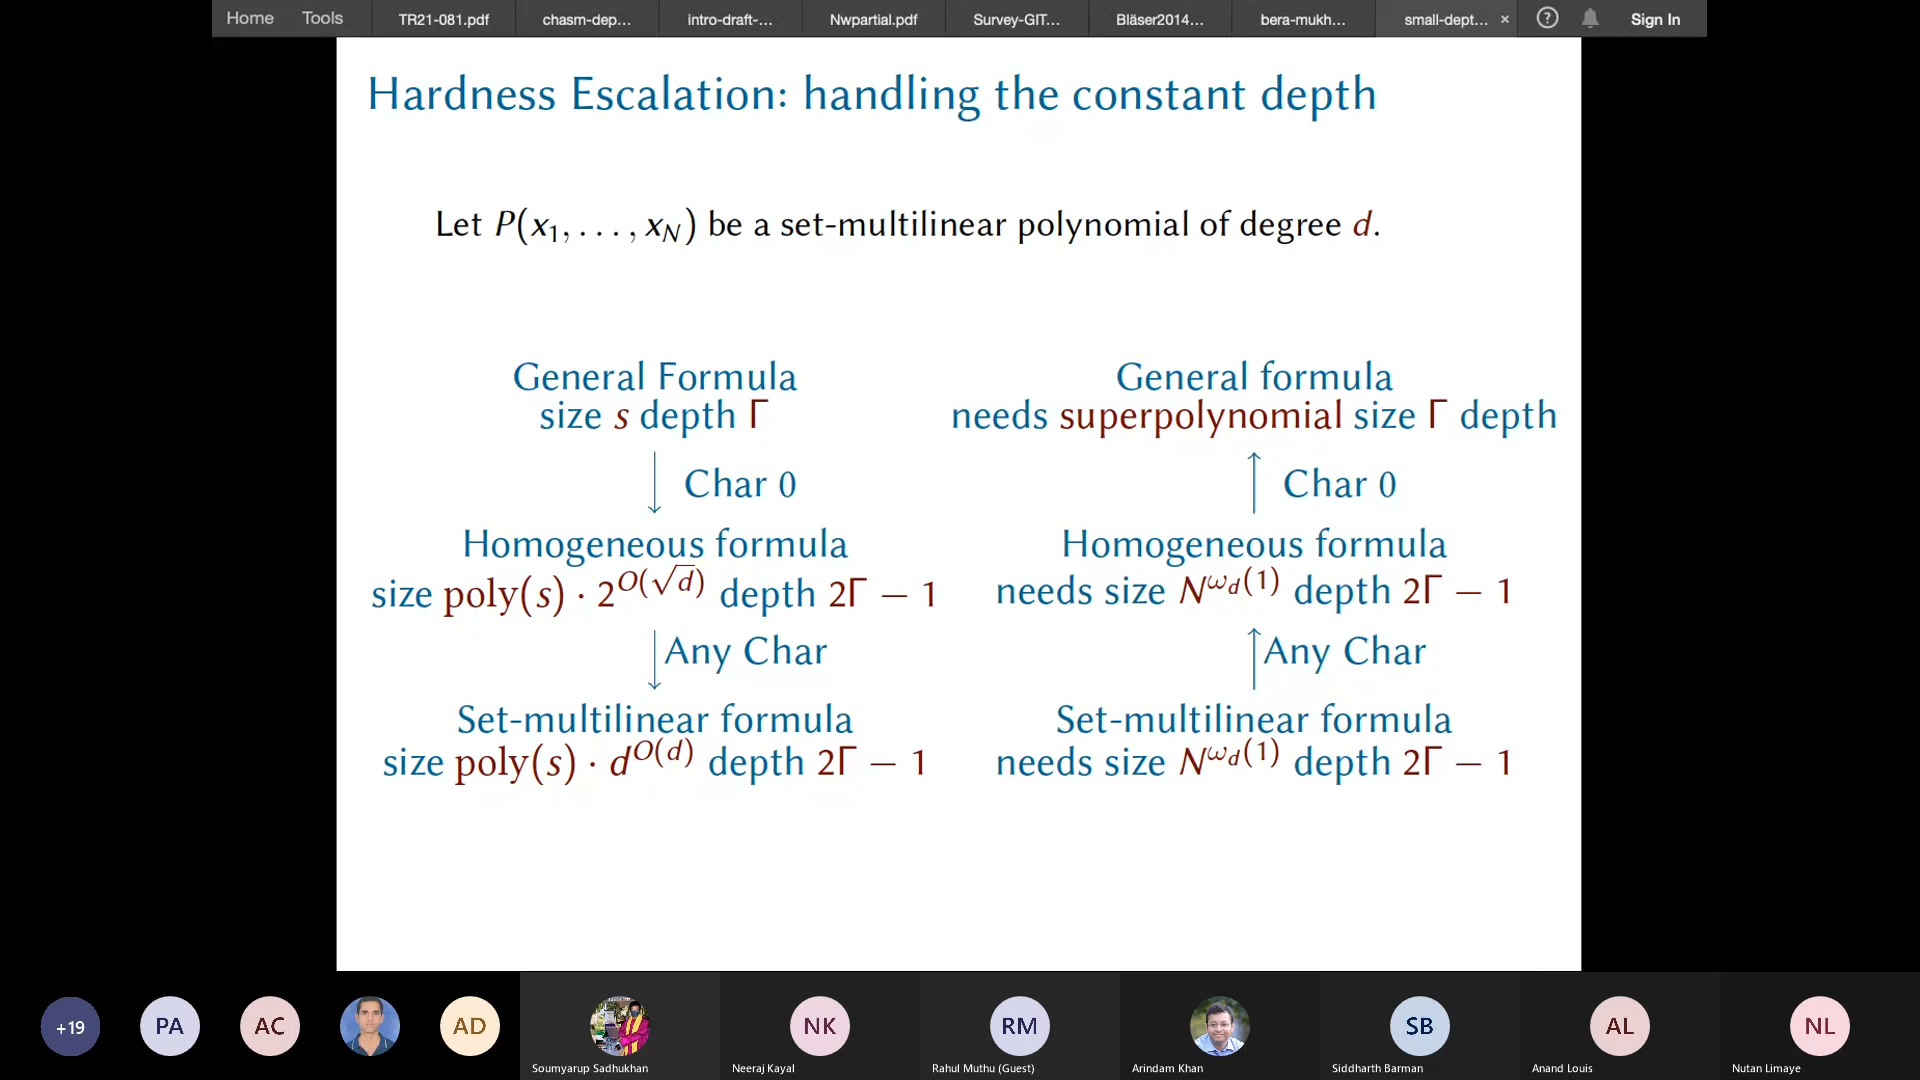 Home Tools TR21-081.pdf chasm-dep... intro-draft-... Nwpartial.pdf Survey-GIT... Bläser2014... bera-mukh... small-dept... × ? Sign In
Hardness Escalation: handling the constant depth
Let P(x₁, . . . , x_N) be a set-multilinear polynomial of degree d.
General Formula
size s depth Γ
↓ Char 0
Homogeneous formula
size poly(s) · 2^{O(√d)} depth 2Γ − 1
↓ Any Char
Set-multilinear formula
size poly(s) · d^{O(d)} depth 2Γ − 1
General formula
needs superpolynomial size Γ depth
↑ Char 0
Homogeneous formula
needs size N^{ω_d(1)} depth 2Γ − 1
↑ Any Char
Set-multilinear formula
needs size N^{ω_d(1)} depth 2Γ − 1
+19 PA AC AD NK RM SB AL NL
Soumyarup Sadhukhan Neeraj Kayal Rahul Muthu (Guest) Arindam Khan Siddharth Barman Anand Louis Nutan Limaye